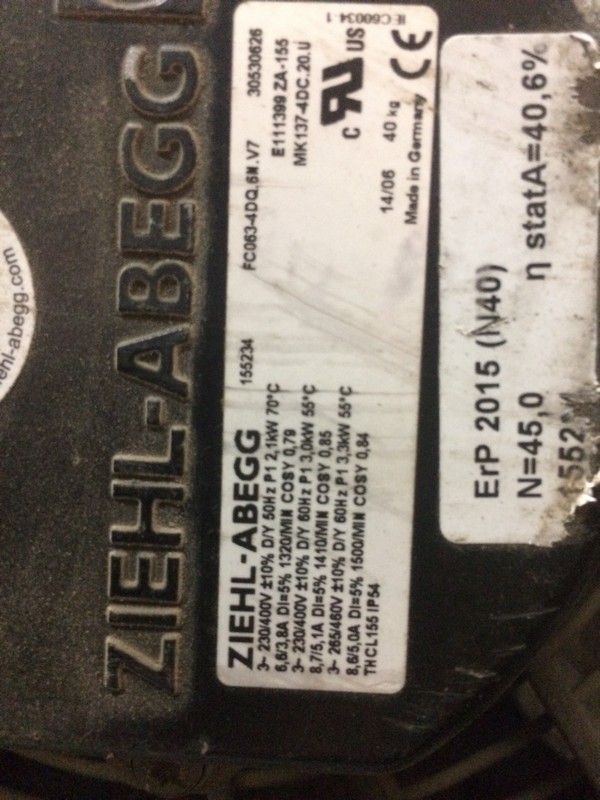 ZIEHL-ABEGG
ehl-abegg.com
ZIEHL-ABEGG
155234
FC063-4DQ.6N.V7
30530626
3~ 230/400V ±10% D/Y 50Hz P1 2,1kW 70°C
E111399 ZA-155
6,6/3,8A DI=5% 1320/MIN COSY 0,79
MK137-4DC.20.U
3~ 230/400V ±10% D/Y 60Hz P1 3,0kW 55°C
8,7/5,1A DI=5% 1410/MIN COSY 0,85
3~ 265/460V ±10% D/Y 60Hz P1 3,3kW 55°C
8,6/5,0A DI=5% 1500/MIN COSY 0,84
THCL155 IP54
IEC60034-1
c RU US
14/06
40 kg
Made in Germany
CE
ErP 2015 (N40)
N=45,0
η statA=40,6%
1552